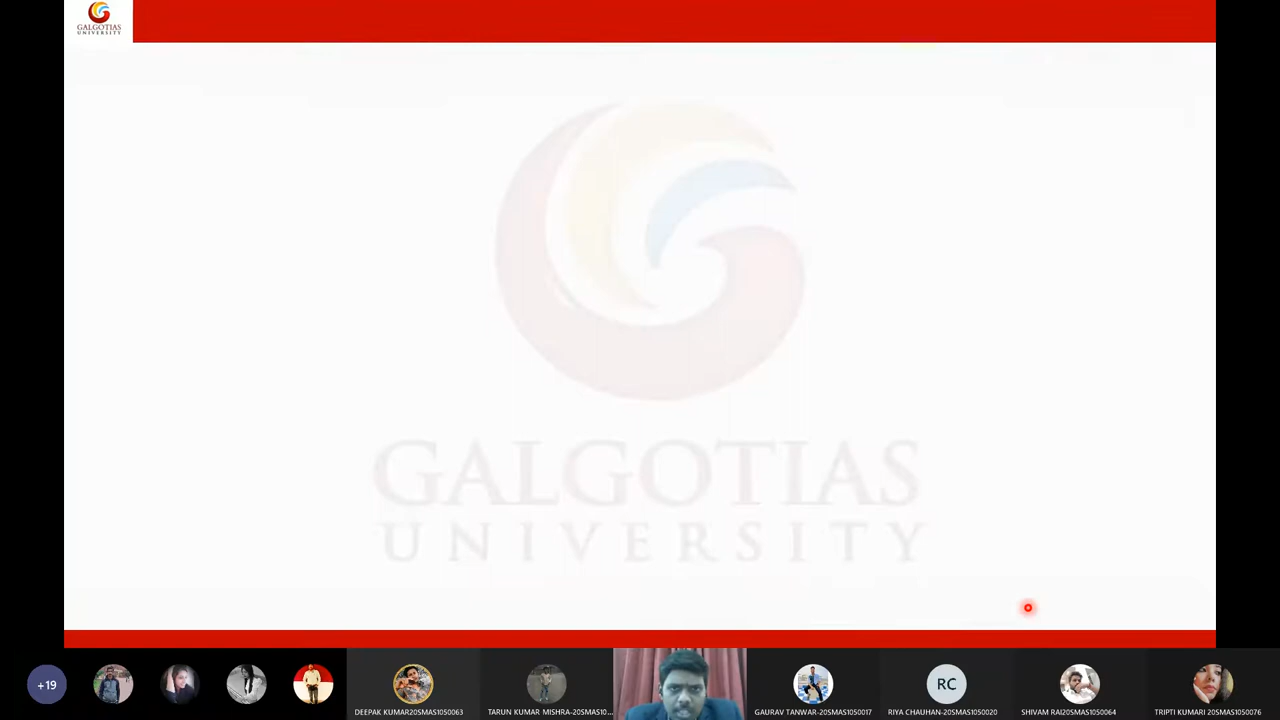 GALGOTIAS
UNIVERSITY
GALGOTIAS
UNIVERSITY
+19
DEEPAK KUMAR20SMAS1050063
TARUN KUMAR MISHRA-20SMAS10...
GAURAV TANWAR-20SMAS1050017
RC
RIYA CHAUHAN-20SMAS1050020
SHIVAM RAI20SMAS1050064
TRIPTI KUMARI 20SMAS1050076